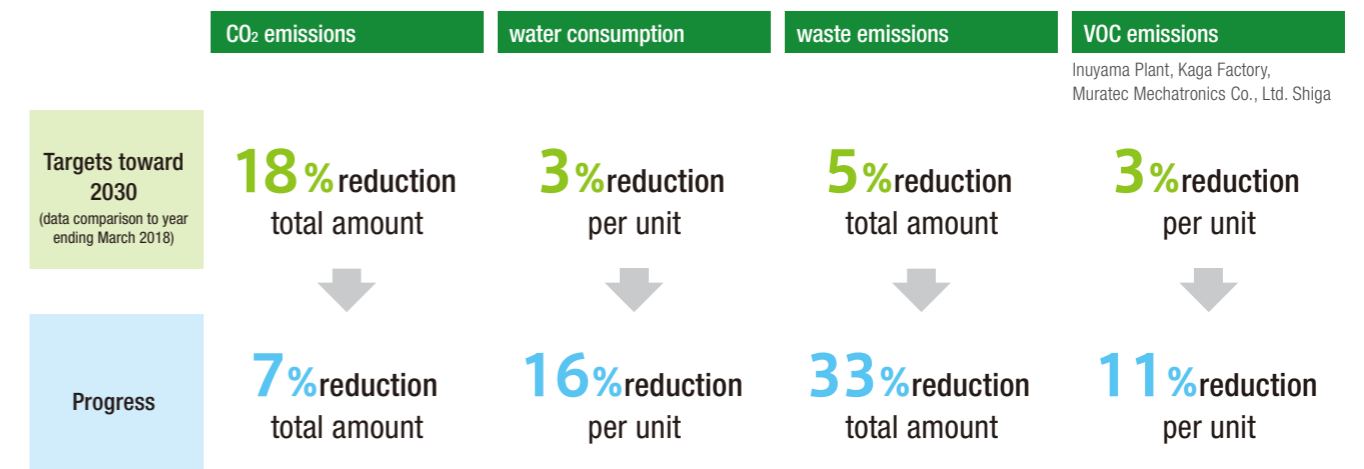 CO₂ emissions
water consumption
waste emissions
VOC emissions
Inuyama Plant, Kaga Factory,
Muratec Mechatronics Co., Ltd. Shiga
Targets toward
2030
(data comparison to year
ending March 2018)
18%reduction
total amount
3%reduction
per unit
5%reduction
total amount
3%reduction
per unit
Progress
7%reduction
total amount
16%reduction
per unit
33%reduction
total amount
11%reduction
per unit